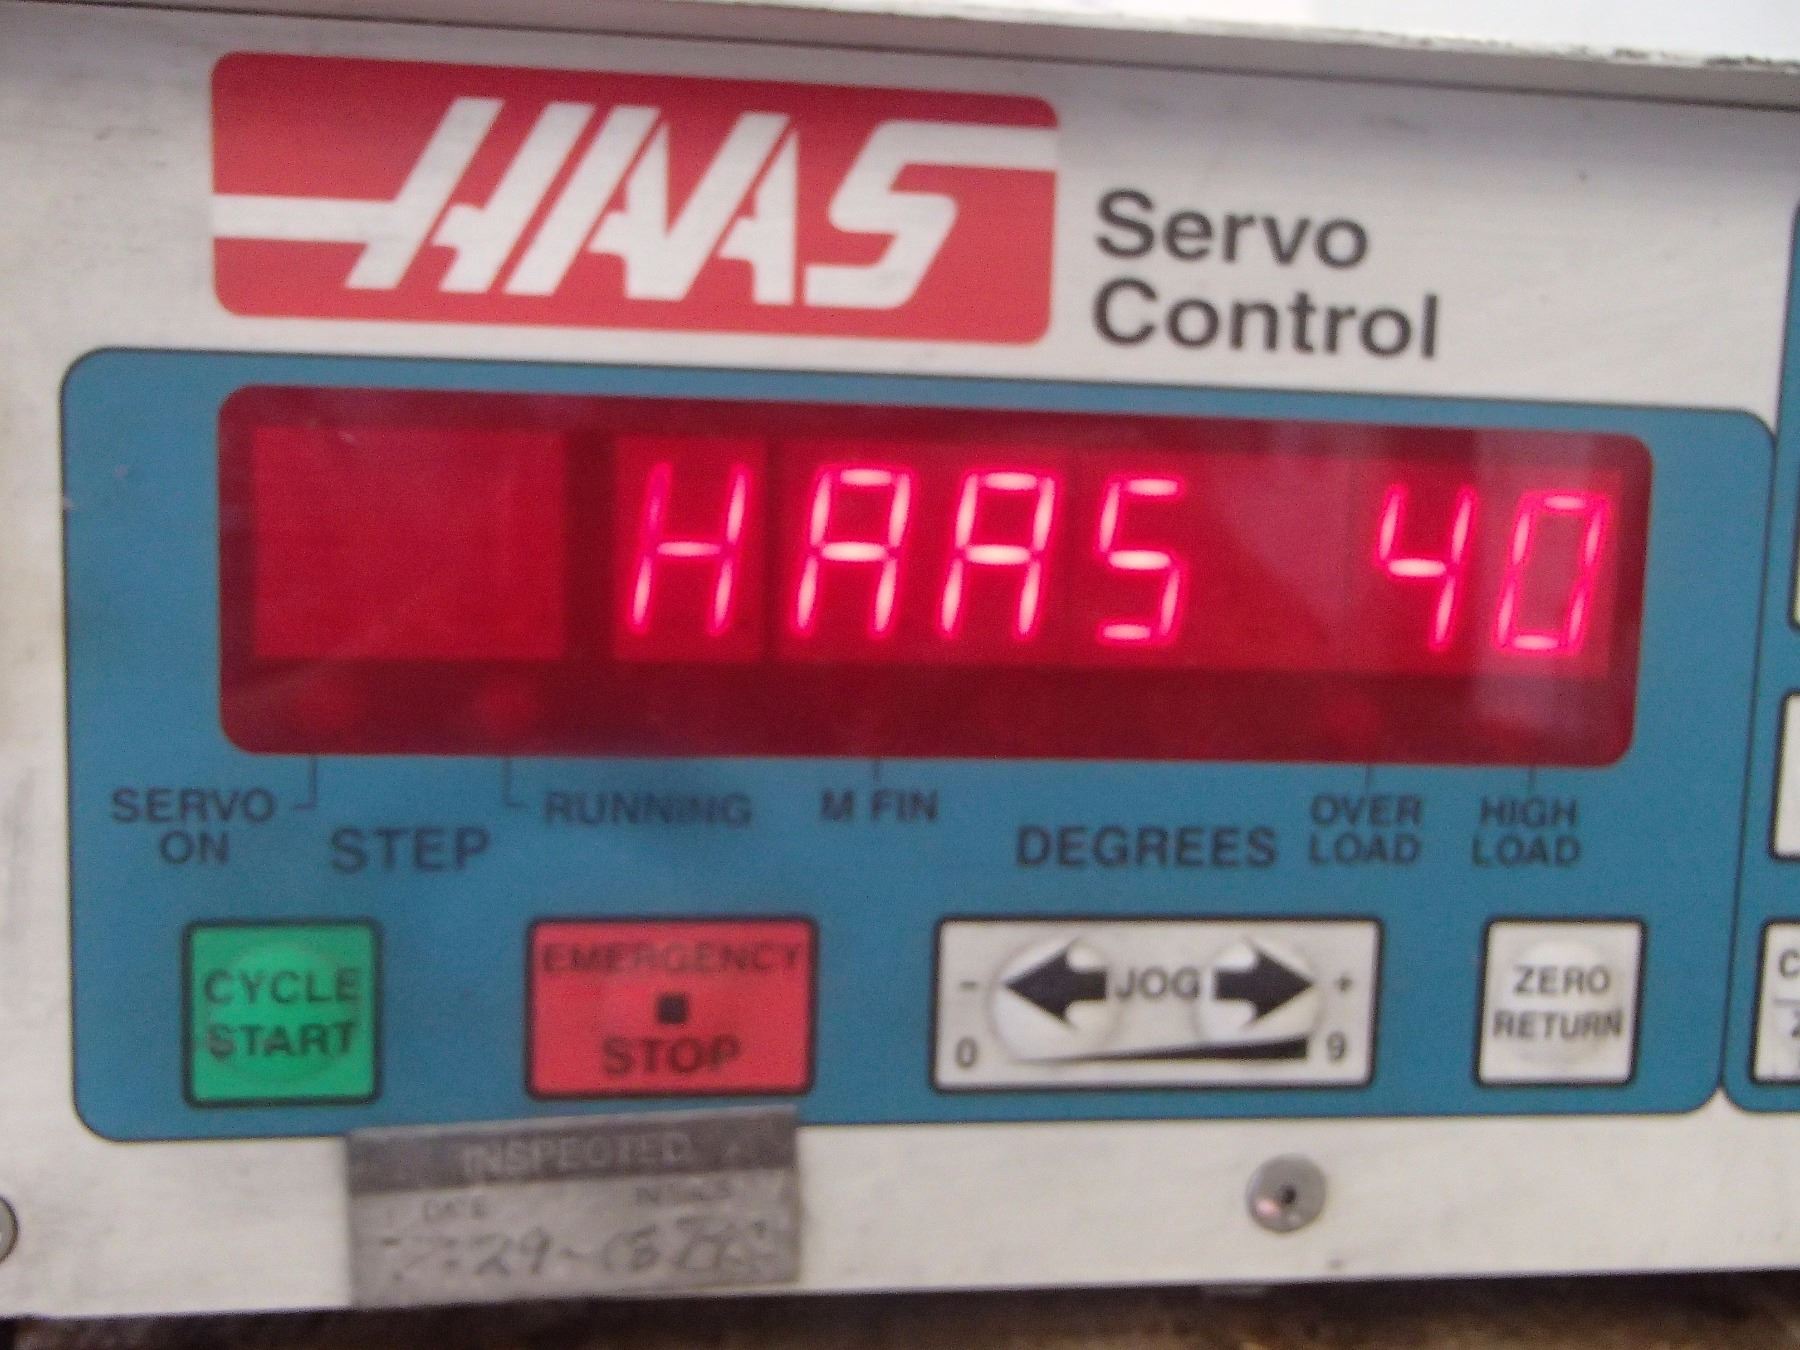 HAAS
Servo
Control
HAAS 40
SERVO
ON
STEP
RUNNING
M FIN
DEGREES
OVER
LOAD
HIGH
LOAD
CYCLE
START
EMERGENCY
STOP
- JOG +
0 9
ZERO
RETURN
INSPECTED
DATE